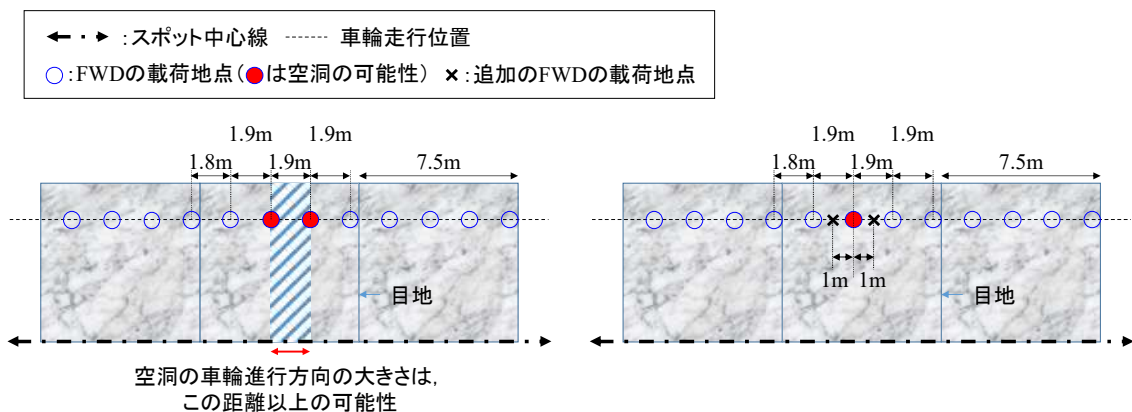 :スポット中心線 車輪走行位置
:FWDの載荷地点(は空洞の可能性) :追加のFWDの載荷地点
1.9m 1.9m
1.8m 1.9m 7.5m
目地
空洞の車輪進行方向の大きさは,
この距離以上の可能性
1.9m 1.9m
1.8m 1.9m 7.5m
1m 1m
目地